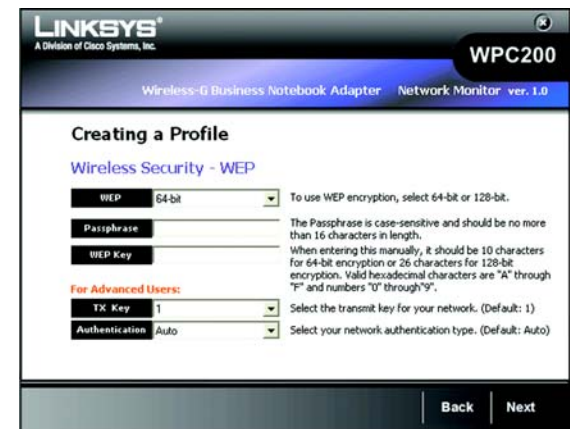 LINKSYS®
A Division of Cisco Systems, Inc.
WPC200
Wireless-G Business Notebook Adapter Network Monitor ver. 1.0
Creating a Profile
Wireless Security - WEP
WEP 64-bit To use WEP encryption, select 64-bit or 128-bit.
Passphrase The Passphrase is case-sensitive and should be no more
than 16 characters in length.
WEP Key When entering this manually, it should be 10 characters
for 64-bit encryption or 26 characters for 128-bit
encryption. Valid hexadecimal characters are "A" through
"F" and numbers "0" through"9".
For Advanced Users:
TX Key 1 Select the transmit key for your network. (Default: 1)
Authentication Auto Select your network authentication type. (Default: Auto)
Back Next